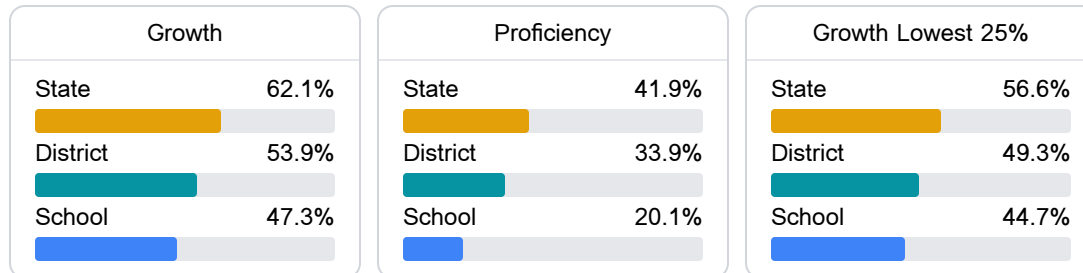 Growth
State 62.1%
District 53.9%
School 47.3%
Proficiency
State 41.9%
District 33.9%
School 20.1%
Growth Lowest 25%
State 56.6%
District 49.3%
School 44.7%